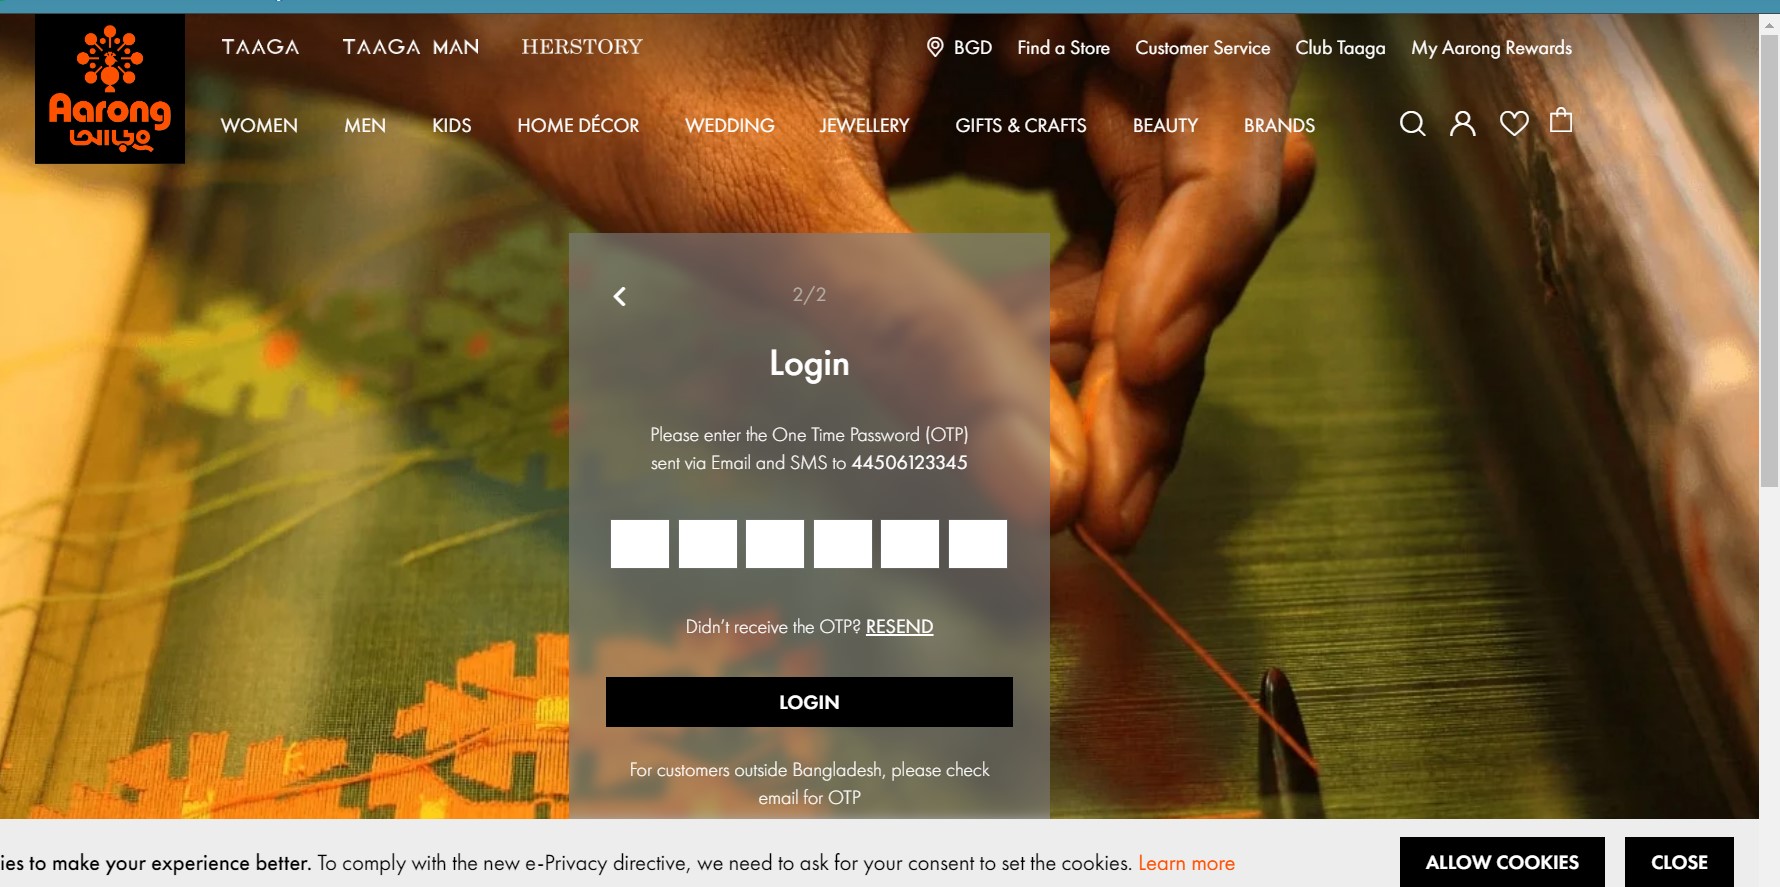 Aarong
আড়ং
TAAGA
TAAGA MAN
HERSTORY
BGD
Find a Store
Customer Service
Club Taaga
My Aarong Rewards
WOMEN
MEN
KIDS
HOME DÉCOR
WEDDING
JEWELLERY
GIFTS & CRAFTS
BEAUTY
BRANDS
2/2
Login
Please enter the One Time Password (OTP)
sent via Email and SMS to 44506123345
Didn't receive the OTP? RESEND
LOGIN
For customers outside Bangladesh, please check
email for OTP
ies to make your experience better. To comply with the new e-Privacy directive, we need to ask for your consent to set the cookies. Learn more
ALLOW COOKIES
CLOSE